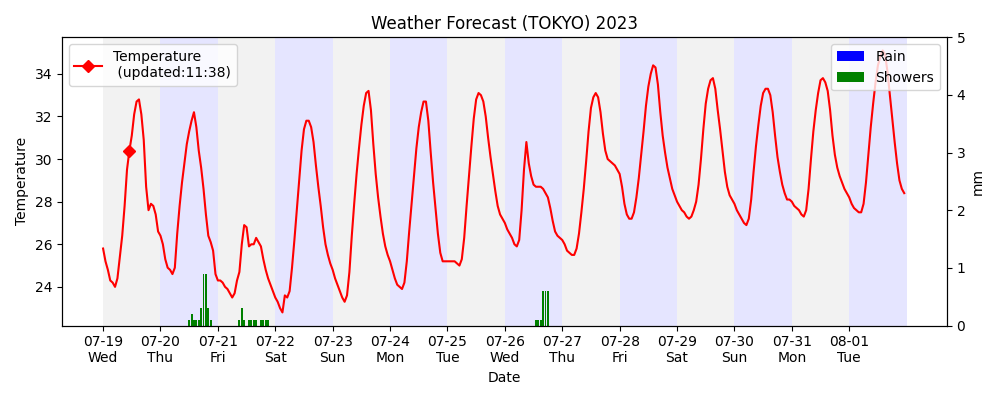 Weather Forecast (TOKYO) 2023
Temperature
(updated:11:38)
Rain
Showers
Temperature
34
32
30
28
26
24
5
4
3
2
1
0
mm
07-19 07-20 07-21 07-22 07-23 07-24 07-25 07-26 07-27 07-28 07-29 07-30 07-31 08-01
Wed Thu Fri Sat Sun Mon Tue Wed Thu Fri Sat Sun Mon Tue
Date